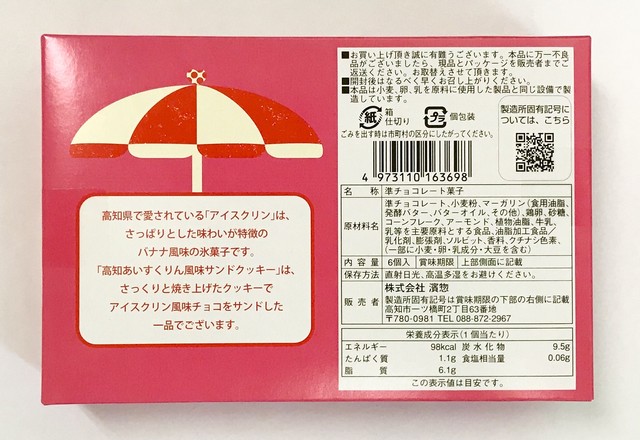 高知県で愛されている「アイスクリン」は、
さっぱりとした味わいが特徴の
バナナ風味の氷菓子です。
「高知あいすくりん風味サンドクッキー」は、
さっくりと焼き上げたクッキーで
アイスクリン風味チョコをサンドした
一品でございます。
■お買い上げ頂き誠に有難うございます。本品に万一不良
品がございましたら、現品とパッケージを販売者までご
返送ください。お取替えさせて頂きます。
■開封後はなるべく早くお召し上がりください。
■本品は小麦、卵、乳を原料に使用した製品と同じ設備で製
造しています。
紙 箱 仕切り プラ 個包装
ごみを出す時は市町村の区分にしたがってください。
製造所固有記号に
ついては、こちら
4 973110 163698
名称 準チョコレート菓子
原材料名 準チョコレート、小麦粉、マーガリン(食用油脂、
発酵バター、バターオイル、その他)、鶏卵、砂糖、
コーンフレーク、アーモンド、植物油脂、牛乳、
乳等を主要原料とする食品、油脂加工食品/
乳化剤、膨張剤、ソルビット、香料、クチナシ色素、
(一部に小麦・卵・乳成分・大豆を含む)
内容量 6個入 賞味期限 上部側面に記載
保存方法 直射日光、高温多湿をお避けください。
販売者 株式会社 濱惣
製造所固有記号は賞味期限の下部の右側に記載
高知市一ツ橋町2丁目63番地
〒780-0981 TEL 088-872-2967
栄養成分表示(1個当たり)
エネルギー 98kcal 炭水化物 9.5g
たんぱく質 1.1g 食塩相当量 0.06g
脂質 6.1g
この表示値は目安です。